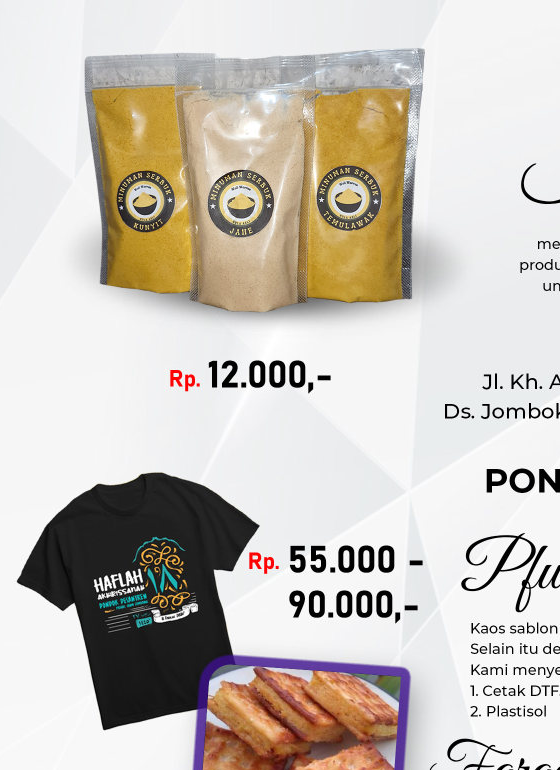 MINUMAN SERBUK
KUNYIT
MINUMAN SERBUK
JAHE
MINUMAN SERBUK
TEMULAWAK
me
produ
un
Rp. 12.000,-
Jl. Kh. A
Ds. Jombok
PON
HAFLAH
AKHIRISSANAH
PONDOK PESANTREN
Rp. 55.000 -
90.000,-
Pfu
Kaos sablon
Selain itu de
Kami menye
1. Cetak DTF
2. Plastisol